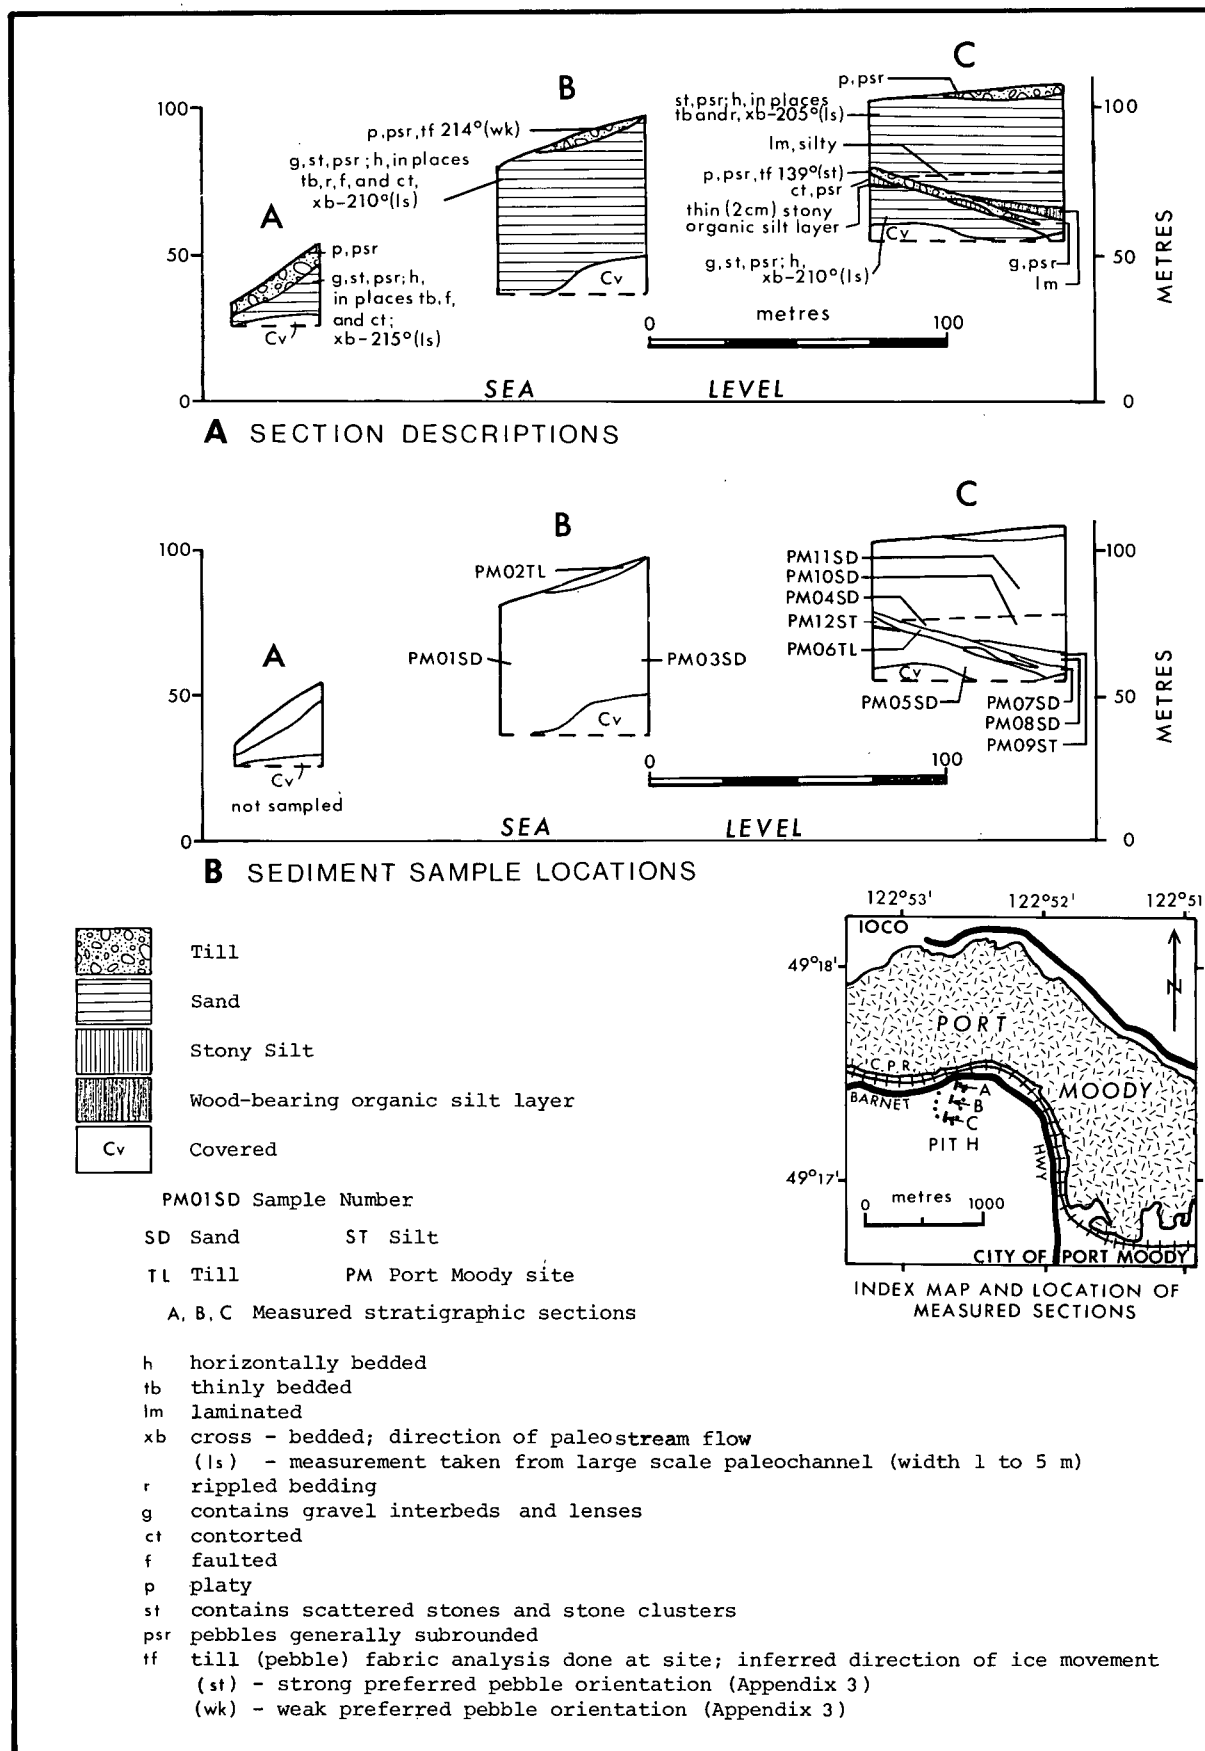 C
B
A
100
50
0
p,psr,tf 214°(wk)
g,st,psr; h, in places
tb,r,f, and ct,
xb-210°(ls)
p,psr
g,st,psr; h,
in places tb,f,
and ct;
xb-215°(ls)
Cv
Cv
p,psr
st,psr; h, in places
tb and r, xb-205°(ls)
lm, silty
p,psr,tf 139°(st)
ct,psr
thin (2cm) stony
organic silt layer
Cv
g,st,psr; h,
xb-210°(ls)
g,psr
lm
100
50
0
METRES
0 metres 100
SEA LEVEL
A SECTION DESCRIPTIONS
C
B
A
100
50
0
PM02TL
PM01SD
PM03SD
Cv
Cv
not sampled
PM11SD
PM10SD
PM04SD
PM12ST
PM06TL
Cv
PM05SD
PM07SD
PM08SD
PM09ST
100
50
0
METRES
0 100
SEA LEVEL
B SEDIMENT SAMPLE LOCATIONS
Till
Sand
Stony Silt
Wood-bearing organic silt layer
Cv Covered
PM01SD Sample Number
SD Sand ST Silt
TL Till PM Port Moody site
A, B, C Measured stratigraphic sections
122°53' 122°52' 122°51'
49°18'
49°17'
IOCO
N
PORT
MOODY
C.P.R.
BARNET
HWY
A
B
C
PIT H
0 metres 1000
CITY OF PORT MOODY
INDEX MAP AND LOCATION OF
MEASURED SECTIONS
h horizontally bedded
tb thinly bedded
lm laminated
xb cross - bedded; direction of paleostream flow
(ls) - measurement taken from large scale paleochannel (width 1 to 5 m)
r rippled bedding
g contains gravel interbeds and lenses
ct contorted
f faulted
p platy
st contains scattered stones and stone clusters
psr pebbles generally subrounded
tf till (pebble) fabric analysis done at site; inferred direction of ice movement
(st) - strong preferred pebble orientation (Appendix 3)
(wk) - weak preferred pebble orientation (Appendix 3)